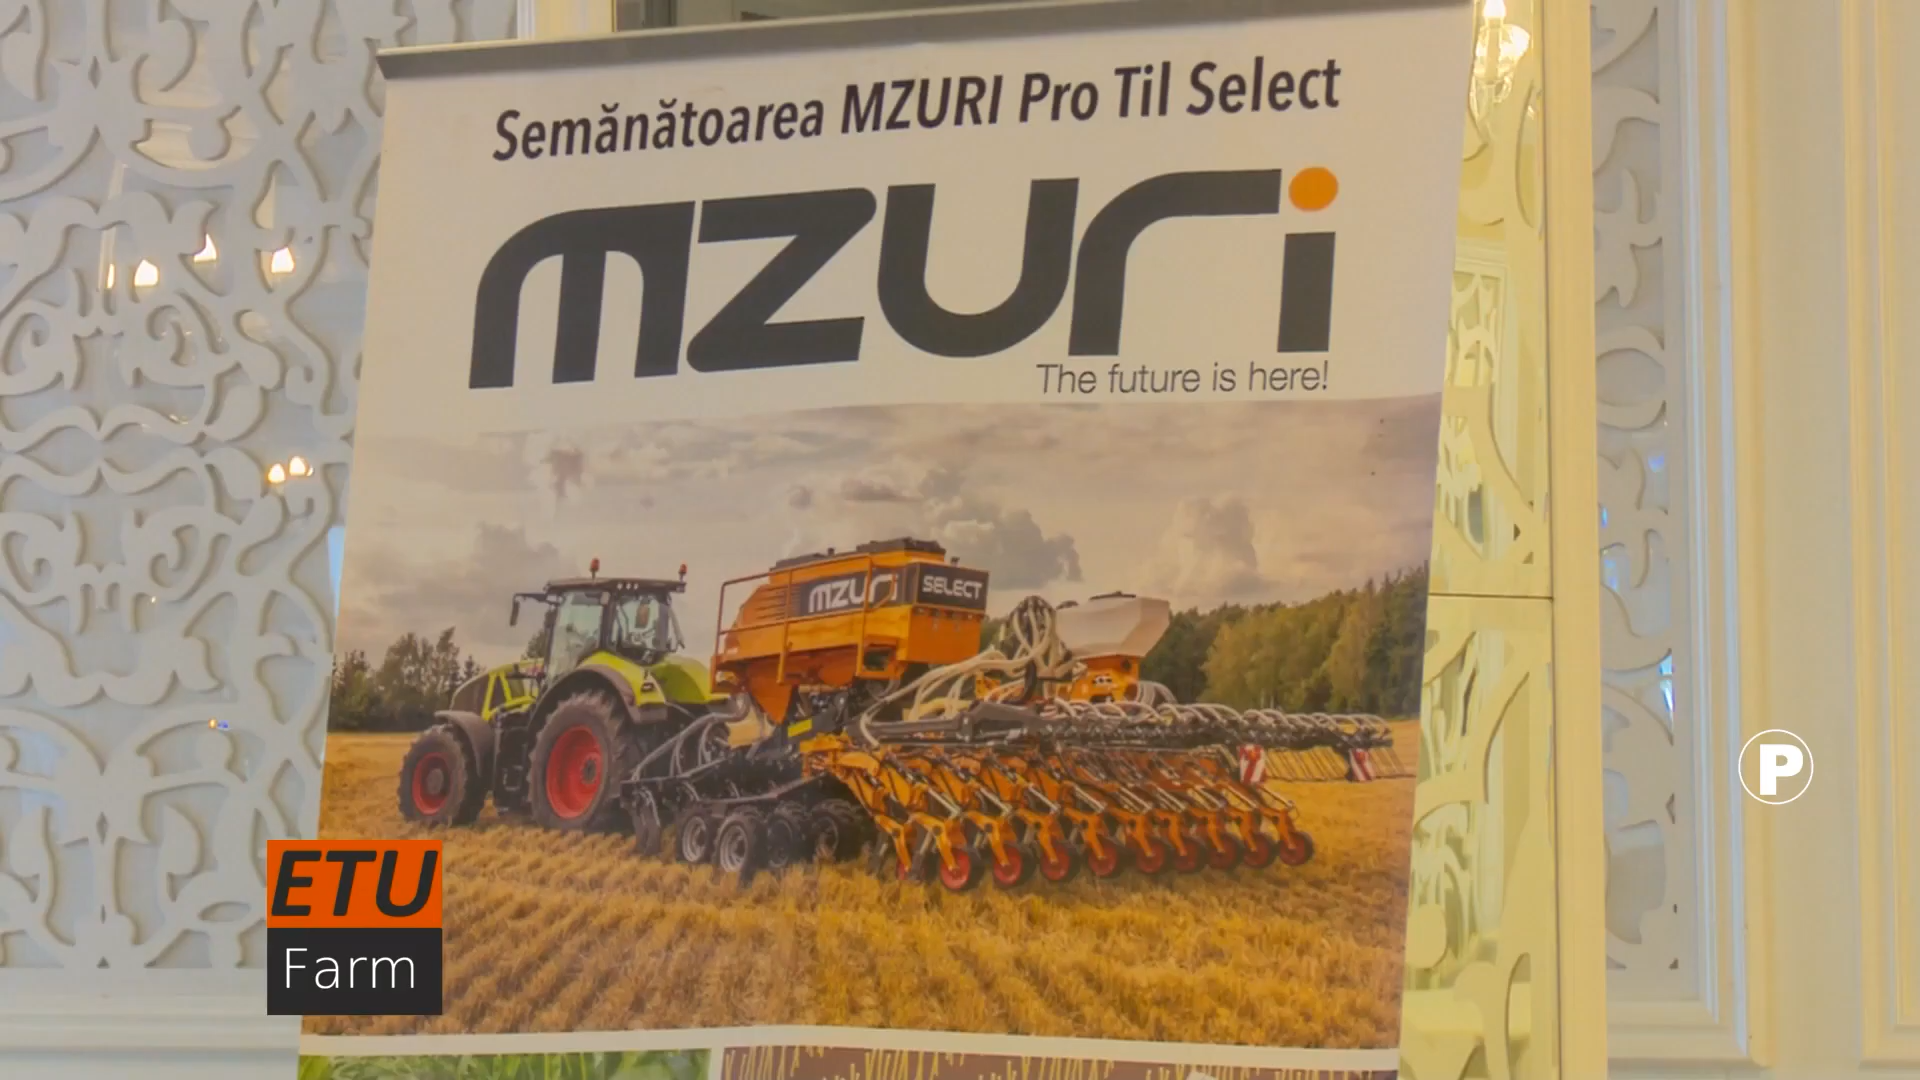 Semănătoarea MZURI Pro Til Select
mzuri
The future is here!
mzuri SELECT
ETU
Farm
P